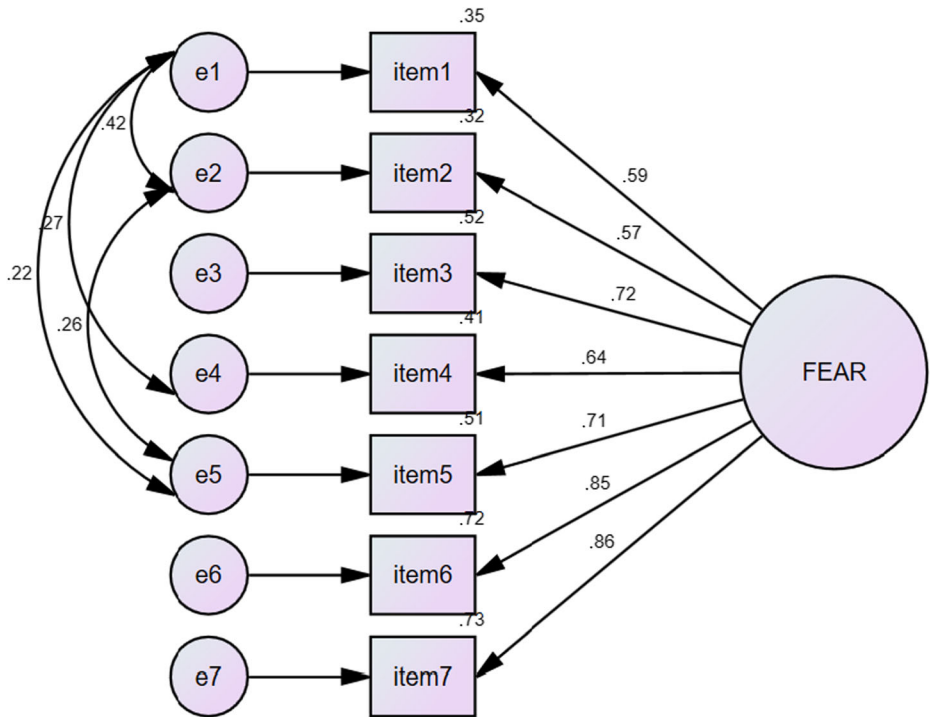 .35
e1
item1
.42
.32
.59
e2
item2
.57
.27
.52
.22
e3
item3
.72
.26
.41
.64
e4
item4
FEAR
.51
.71
e5
item5
.85
.72
.86
e6
item6
.73
e7
item7